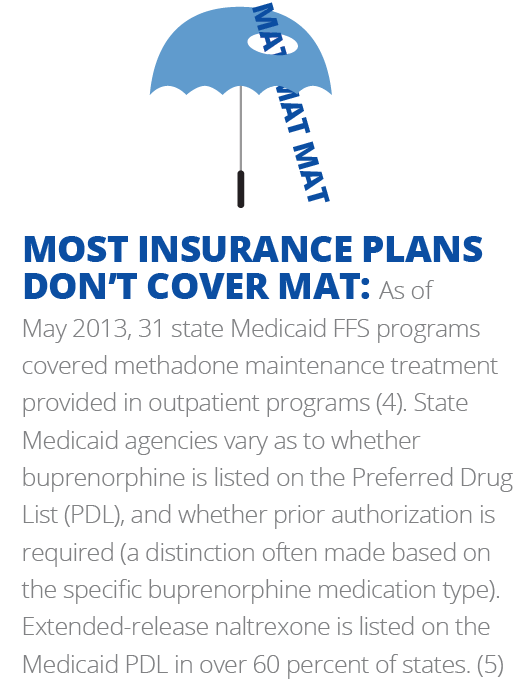 MAT MAT MAT MAT
MOST INSURANCE PLANS
DON'T COVER MAT: As of
May 2013, 31 state Medicaid FFS programs
covered methadone maintenance treatment
provided in outpatient programs (4). State
Medicaid agencies vary as to whether
buprenorphine is listed on the Preferred Drug
List (PDL), and whether prior authorization is
required (a distinction often made based on
the specific buprenorphine medication type).
Extended-release naltrexone is listed on the
Medicaid PDL in over 60 percent of states. (5)